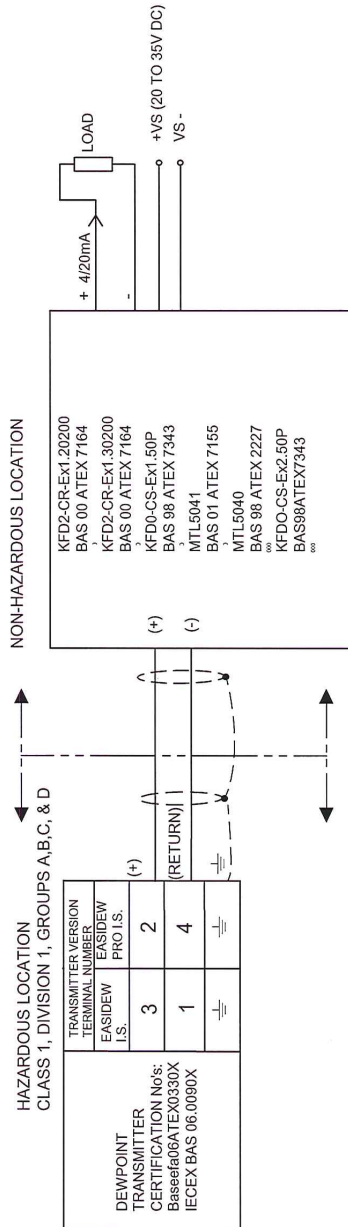 HAZARDOUS LOCATION
CLASS 1, DIVISION 1, GROUPS A,B,C, & D
NON-HAZARDOUS LOCATION
DEWPOINT
TRANSMITTER
CERTIFICATION No's:
Baseefa06ATEX0330X
IECEX BAS 06.0090X
TRANSMITTER VERSION
TERMINAL NUMBER
EASIDEW
I.S.
EASIDEW
PRO I.S.
3
2
1
4
(+)
(RETURN)
(+)
(-)
KFD2-CR-Ex1.20200
BAS 00 ATEX 7164
,
KFD2-CR-Ex1.30200
BAS 00 ATEX 7164
,
KFD0-CS-Ex1.50P
BAS 98 ATEX 7343
,
MTL5041
BAS 01 ATEX 7155
,
MTL5040
BAS 98 ATEX 2227
KFDO-CS-Ex2.50P
BAS98ATEX7343
+ 4/20mA
-
LOAD
+VS (20 TO 35V DC)
VS -